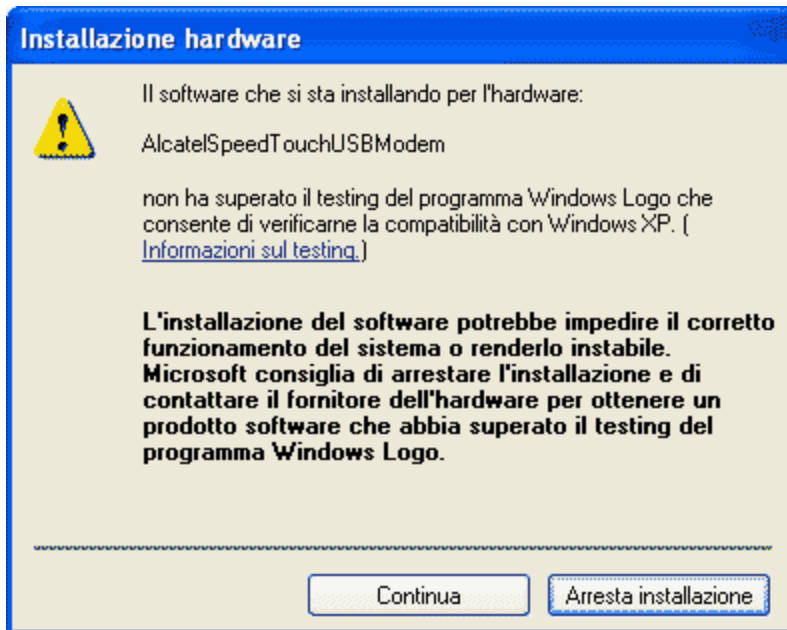 Installazione hardware
Il software che si sta installando per l'hardware:
AlcatelSpeedTouchUSBModem
non ha superato il testing del programma Windows Logo che
consente di verificarne la compatibilità con Windows XP. (
Informazioni sul testing.)
L'installazione del software potrebbe impedire il corretto
funzionamento del sistema o renderlo instabile.
Microsoft consiglia di arrestare l'installazione e di
contattare il fornitore dell'hardware per ottenere un
prodotto software che abbia superato il testing del
programma Windows Logo.
Continua
Arresta installazione